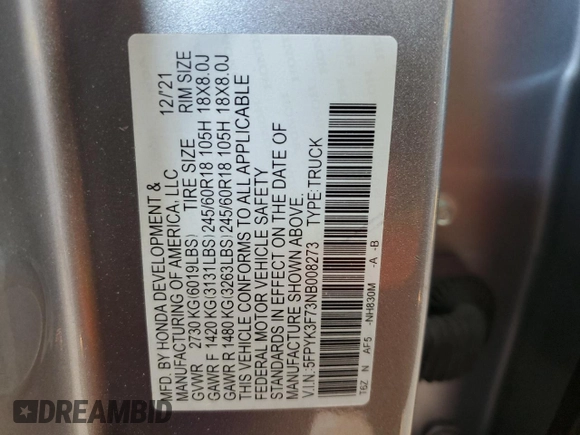 MFD. BY HONDA DEVELOPMENT &
MANUFACTURING OF AMERICA, LLC 12/'21
GVWR 2730 KG(6019LBS) TIRE SIZE RIM SIZE
GAWR F 1420 KG(3131LBS) 245/60R18 105H 18X8.0J
GAWR R 1480 KG(3263LBS) 245/60R18 105H 18X8.0J
THIS VEHICLE CONFORMS TO ALL APPLICABLE
FEDERAL MOTOR VEHICLE SAFETY
STANDARDS IN EFFECT ON THE DATE OF
MANUFACTURE SHOWN ABOVE.
V.I.N.: 5FPYK3F73NB008273 TYPE: TRUCK
T6Z N AF5 -NH830M -A -B
DREAMBID